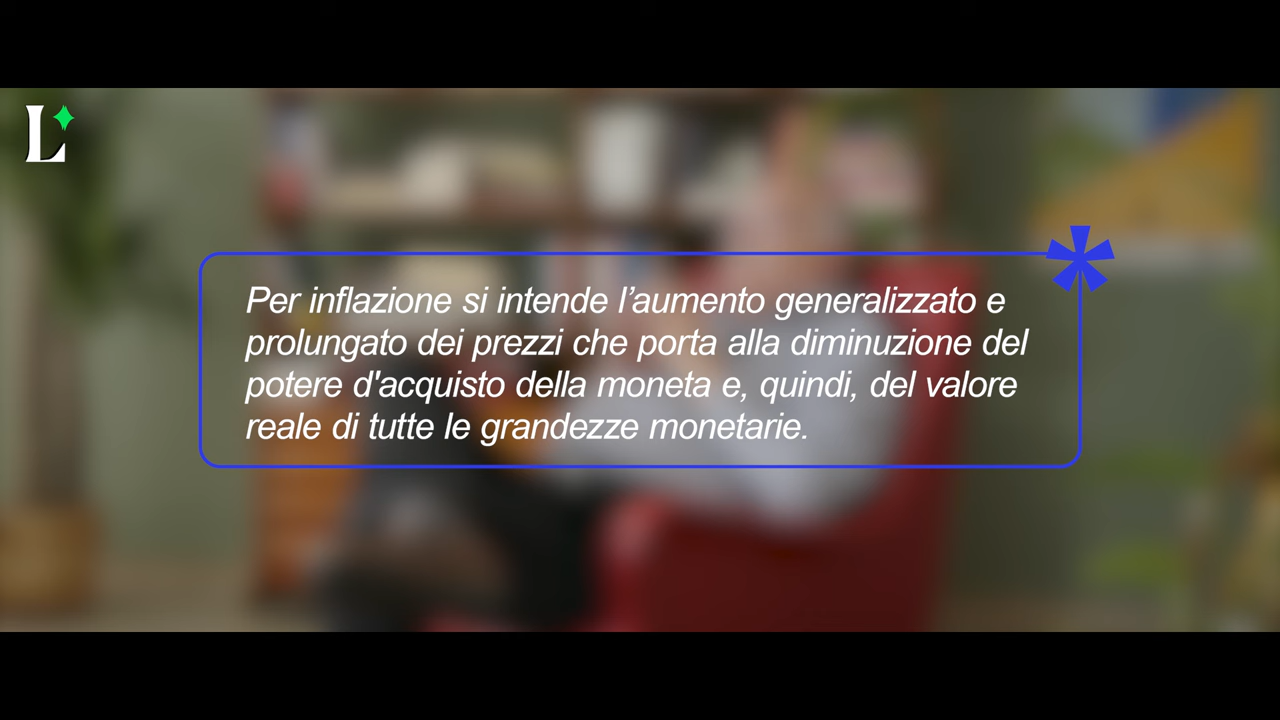 L
Per inflazione si intende l’aumento generalizzato e
prolungato dei prezzi che porta alla diminuzione del
potere d'acquisto della moneta e, quindi, del valore
reale di tutte le grandezze monetarie.